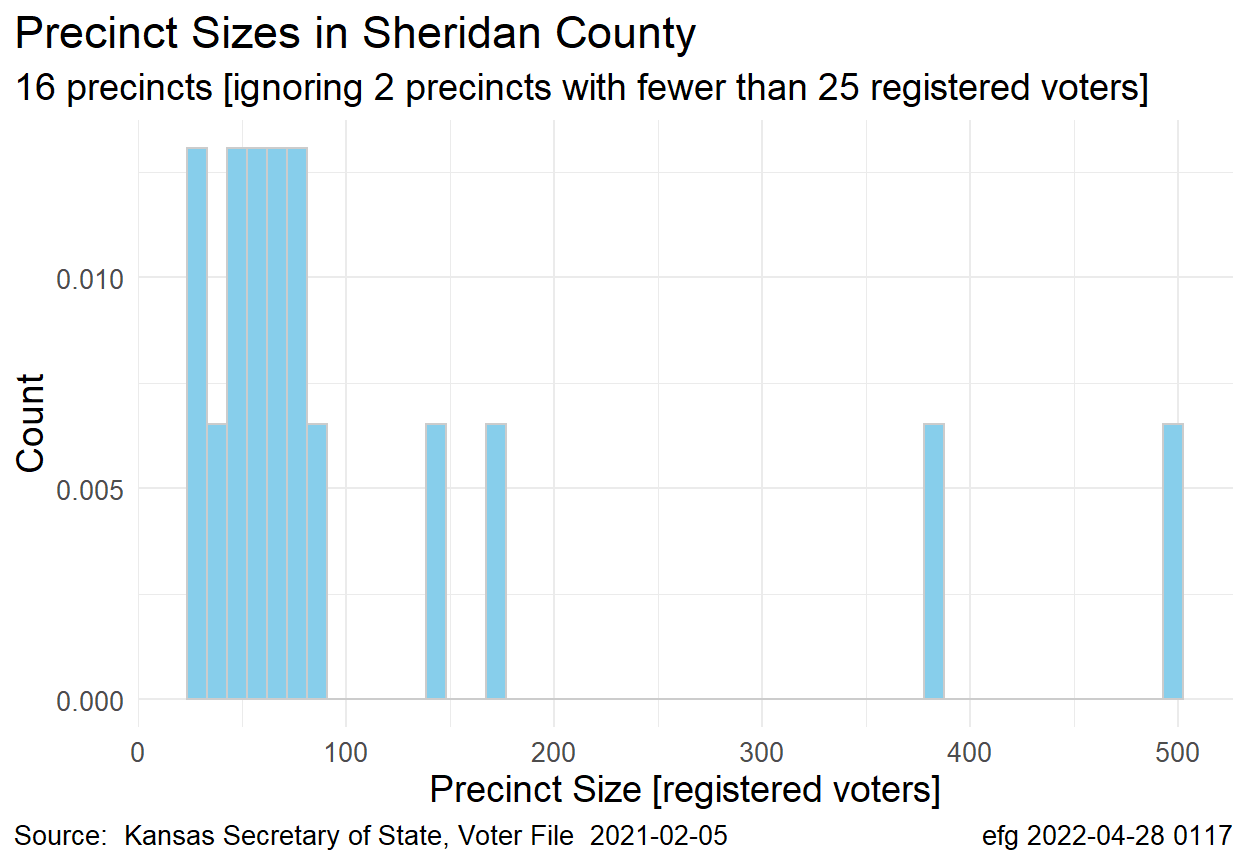 Precinct Sizes in Sheridan County
16 precincts [ignoring 2 precincts with fewer than 25 registered voters]
Count
0.010
0.005
0.000
0 100 200 300 400 500
Precinct Size [registered voters]
Source:  Kansas Secretary of State, Voter File  2021-02-05
efg 2022-04-28 0117